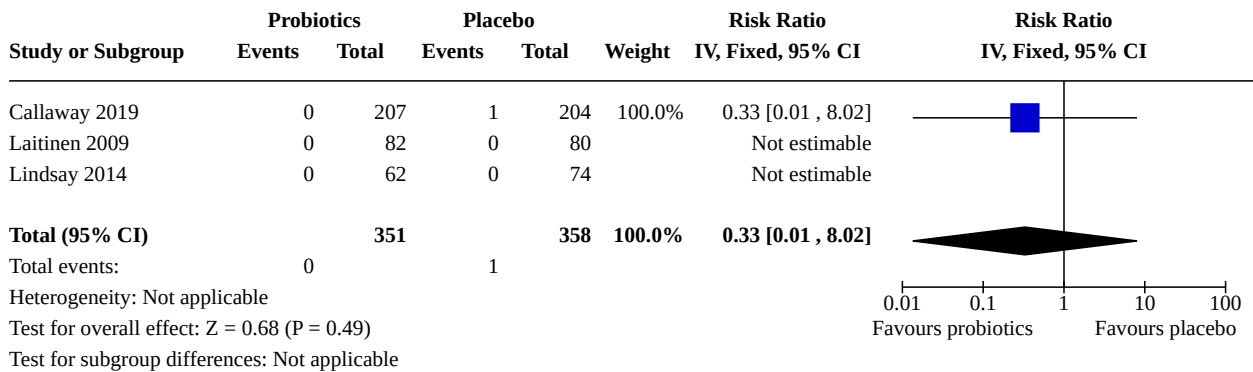 Probiotics Placebo Risk Ratio Risk Ratio
Study or Subgroup Events Total Events Total Weight IV, Fixed, 95% CI IV, Fixed, 95% CI
Callaway 2019 0 207 1 204 100.0% 0.33 [0.01 , 8.02]
Laitinen 2009 0 82 0 80 Not estimable
Lindsay 2014 0 62 0 74 Not estimable
Total (95% CI) 351 358 100.0% 0.33 [0.01 , 8.02]
Total events: 0 1
Heterogeneity: Not applicable
Test for overall effect: Z = 0.68 (P = 0.49)
Test for subgroup differences: Not applicable
0.01 0.1 1 10 100
Favours probiotics Favours placebo